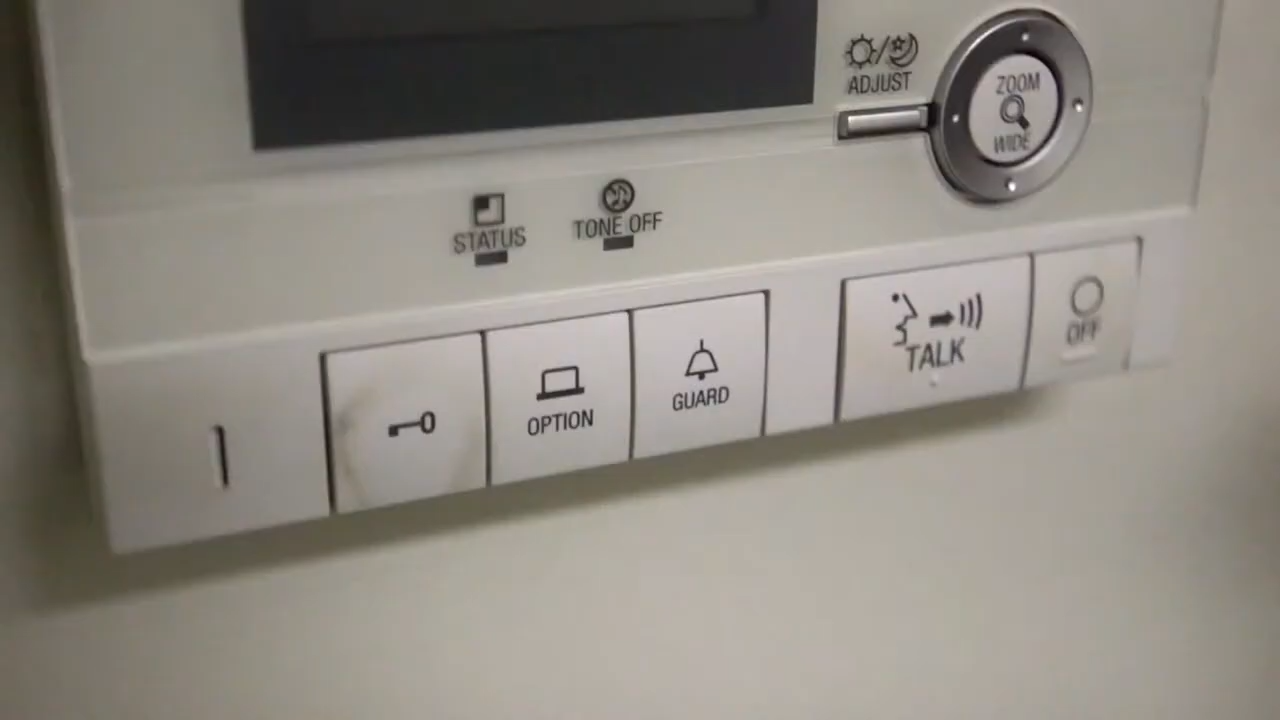 ADJUST
ZOOM
WIDE
STATUS
TONE OFF
OPTION
GUARD
TALK
OFF